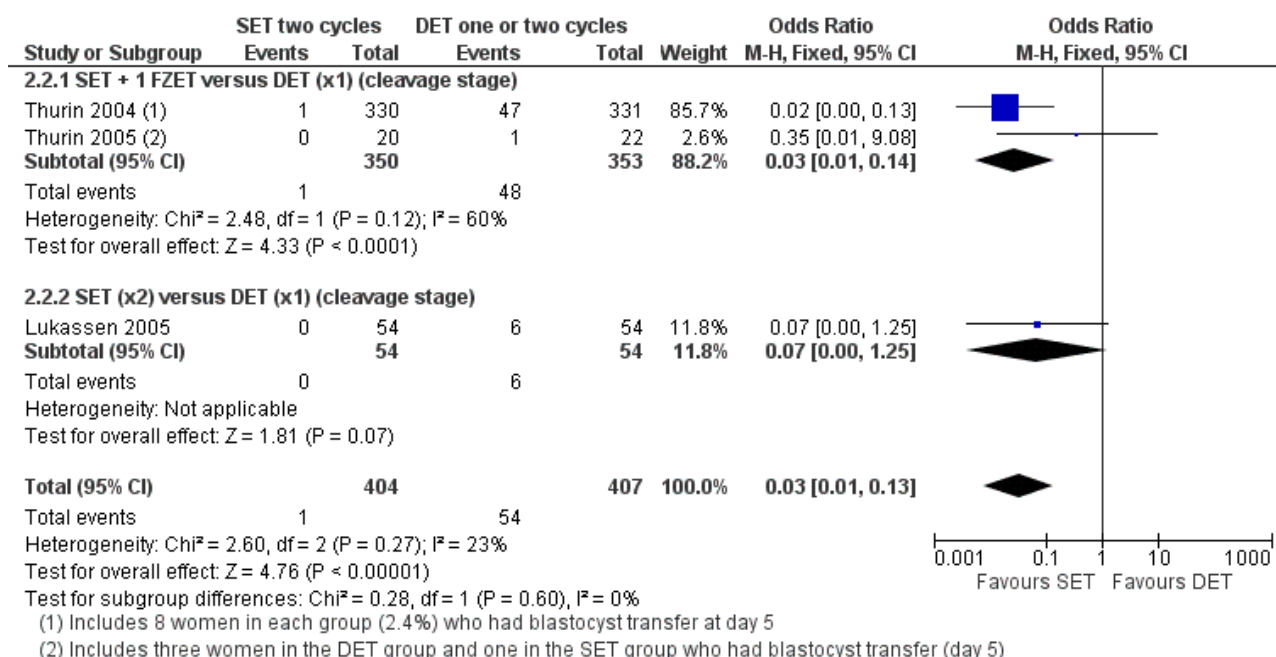 SET two cycles DET one or two cycles Odds Ratio Odds Ratio
Study or Subgroup Events Total Events Total Weight M-H, Fixed, 95% CI M-H, Fixed, 95% CI
2.2.1 SET + 1 FZET versus DET (x1) (cleavage stage)
Thurin 2004 (1) 1 330 47 331 85.7% 0.02 [0.00, 0.13]
Thurin 2005 (2) 0 20 1 22 2.6% 0.35 [0.01, 9.08]
Subtotal (95% CI) 350 353 88.2% 0.03 [0.01, 0.14]
Total events 1 48
Heterogeneity: Chi² = 2.48, df = 1 (P = 0.12); I² = 60%
Test for overall effect: Z = 4.33 (P < 0.0001)
2.2.2 SET (x2) versus DET (x1) (cleavage stage)
Lukassen 2005 0 54 6 54 11.8% 0.07 [0.00, 1.25]
Subtotal (95% CI) 54 54 11.8% 0.07 [0.00, 1.25]
Total events 0 6
Heterogeneity: Not applicable
Test for overall effect: Z = 1.81 (P = 0.07)
Total (95% CI) 404 407 100.0% 0.03 [0.01, 0.13]
Total events 1 54
Heterogeneity: Chi² = 2.60, df = 2 (P = 0.27); I² = 23%
Test for overall effect: Z = 4.76 (P < 0.00001)
Test for subgroup differences: Chi² = 0.28, df = 1 (P = 0.60), I² = 0%
0.001 0.1 1 10 1000
Favours SET Favours DET
(1) Includes 8 women in each group (2.4%) who had blastocyst transfer at day 5
(2) Includes three women in the DET group and one in the SET group who had blastocyst transfer (day 5)